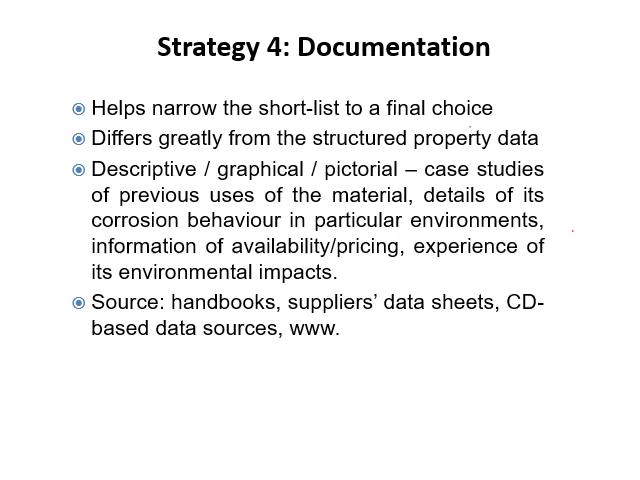 Strategy 4: Documentation
Helps narrow the short-list to a final choice
Differs greatly from the structured property data
Descriptive / graphical / pictorial – case studies
of previous uses of the material, details of its
corrosion behaviour in particular environments,
information of availability/pricing, experience of
its environmental impacts.
Source: handbooks, suppliers’ data sheets, CD-
based data sources, www.